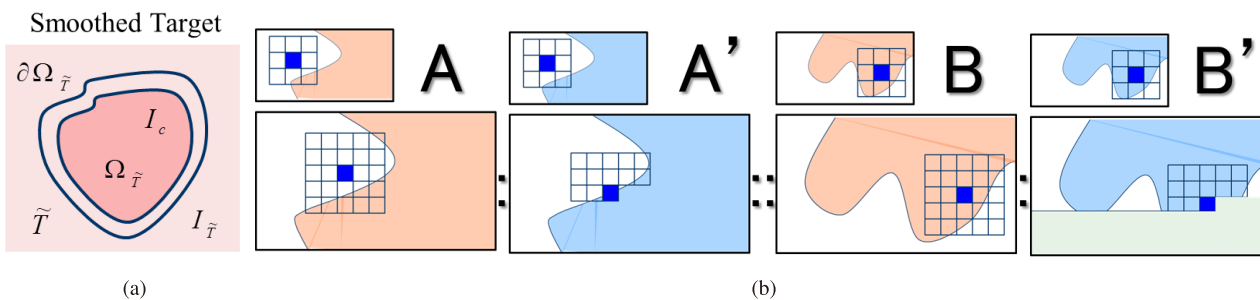 Smoothed Target
∂Ω_T̃
I_c
Ω_T̃
T̃
I_T̃
A
A’
B
B’
:
::
:
(a)
(b)